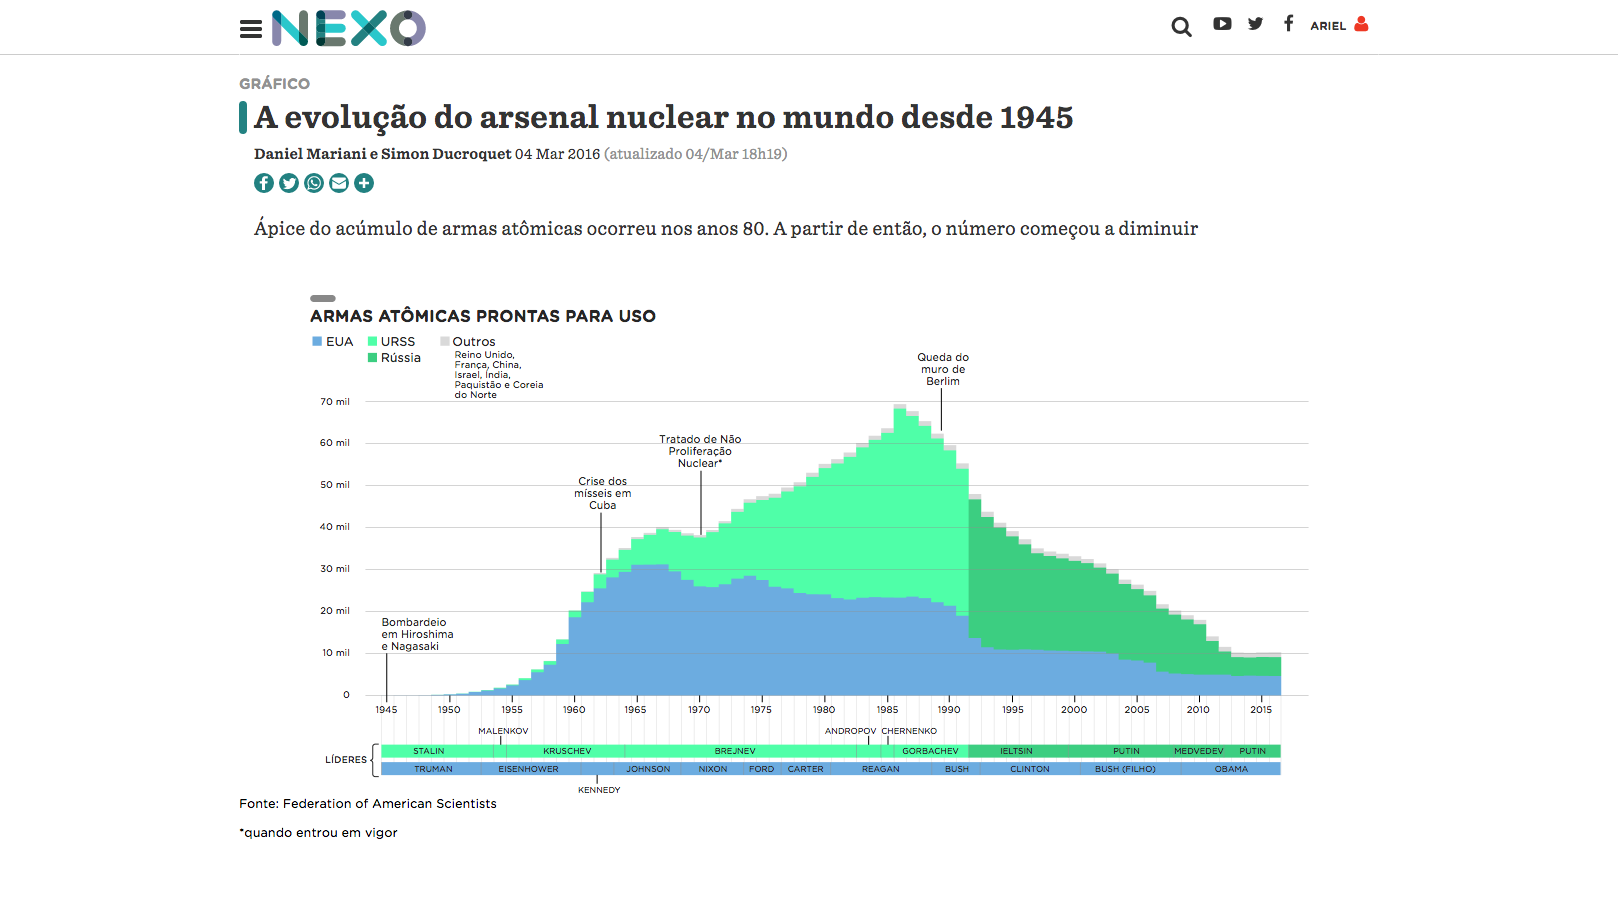 NEXO
ARIEL
GRÁFICO
A evolução do arsenal nuclear no mundo desde 1945
Daniel Mariani e Simon Ducroquet 04 Mar 2016 (atualizado 04/Mar 18h19)
Ápice do acúmulo de armas atômicas ocorreu nos anos 80. A partir de então, o número começou a diminuir
ARMAS ATÔMICAS PRONTAS PARA USO
EUA
URSS
Rússia
Outros
Reino Unido,
França, China,
Israel, Índia,
Paquistão e Coreia
do Norte
Queda do
muro de
Berlim
Tratado de Não
Proliferação
Nuclear*
Crise dos
mísseis em
Cuba
Bombardeio
em Hiroshima
e Nagasaki
70 mil
60 mil
50 mil
40 mil
30 mil
20 mil
10 mil
0
1945 1950 1955 1960 1965 1970 1975 1980 1985 1990 1995 2000 2005 2010 2015
MALENKOV ANDROPOV CHERNENKO
LÍDERES
STALIN KRUSCHEV BREJNEV GORBACHEV IELTSIN PUTIN MEDVEDEV PUTIN
TRUMAN EISENHOWER JOHNSON NIXON FORD CARTER REAGAN BUSH CLINTON BUSH (FILHO) OBAMA
KENNEDY
Fonte: Federation of American Scientists
*quando entrou em vigor